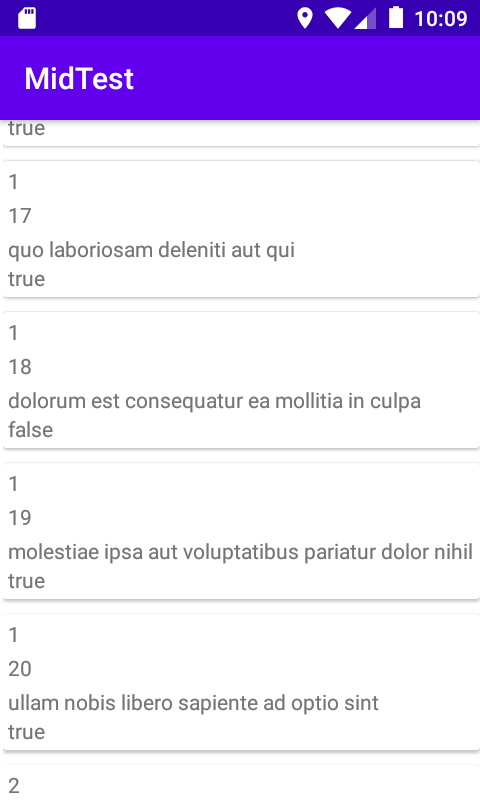 10:09
MidTest
true
1
17
quo laboriosam deleniti aut qui
true
1
18
dolorum est consequatur ea mollitia in culpa
false
1
19
molestiae ipsa aut voluptatibus pariatur dolor nihil
true
1
20
ullam nobis libero sapiente ad optio sint
true
2